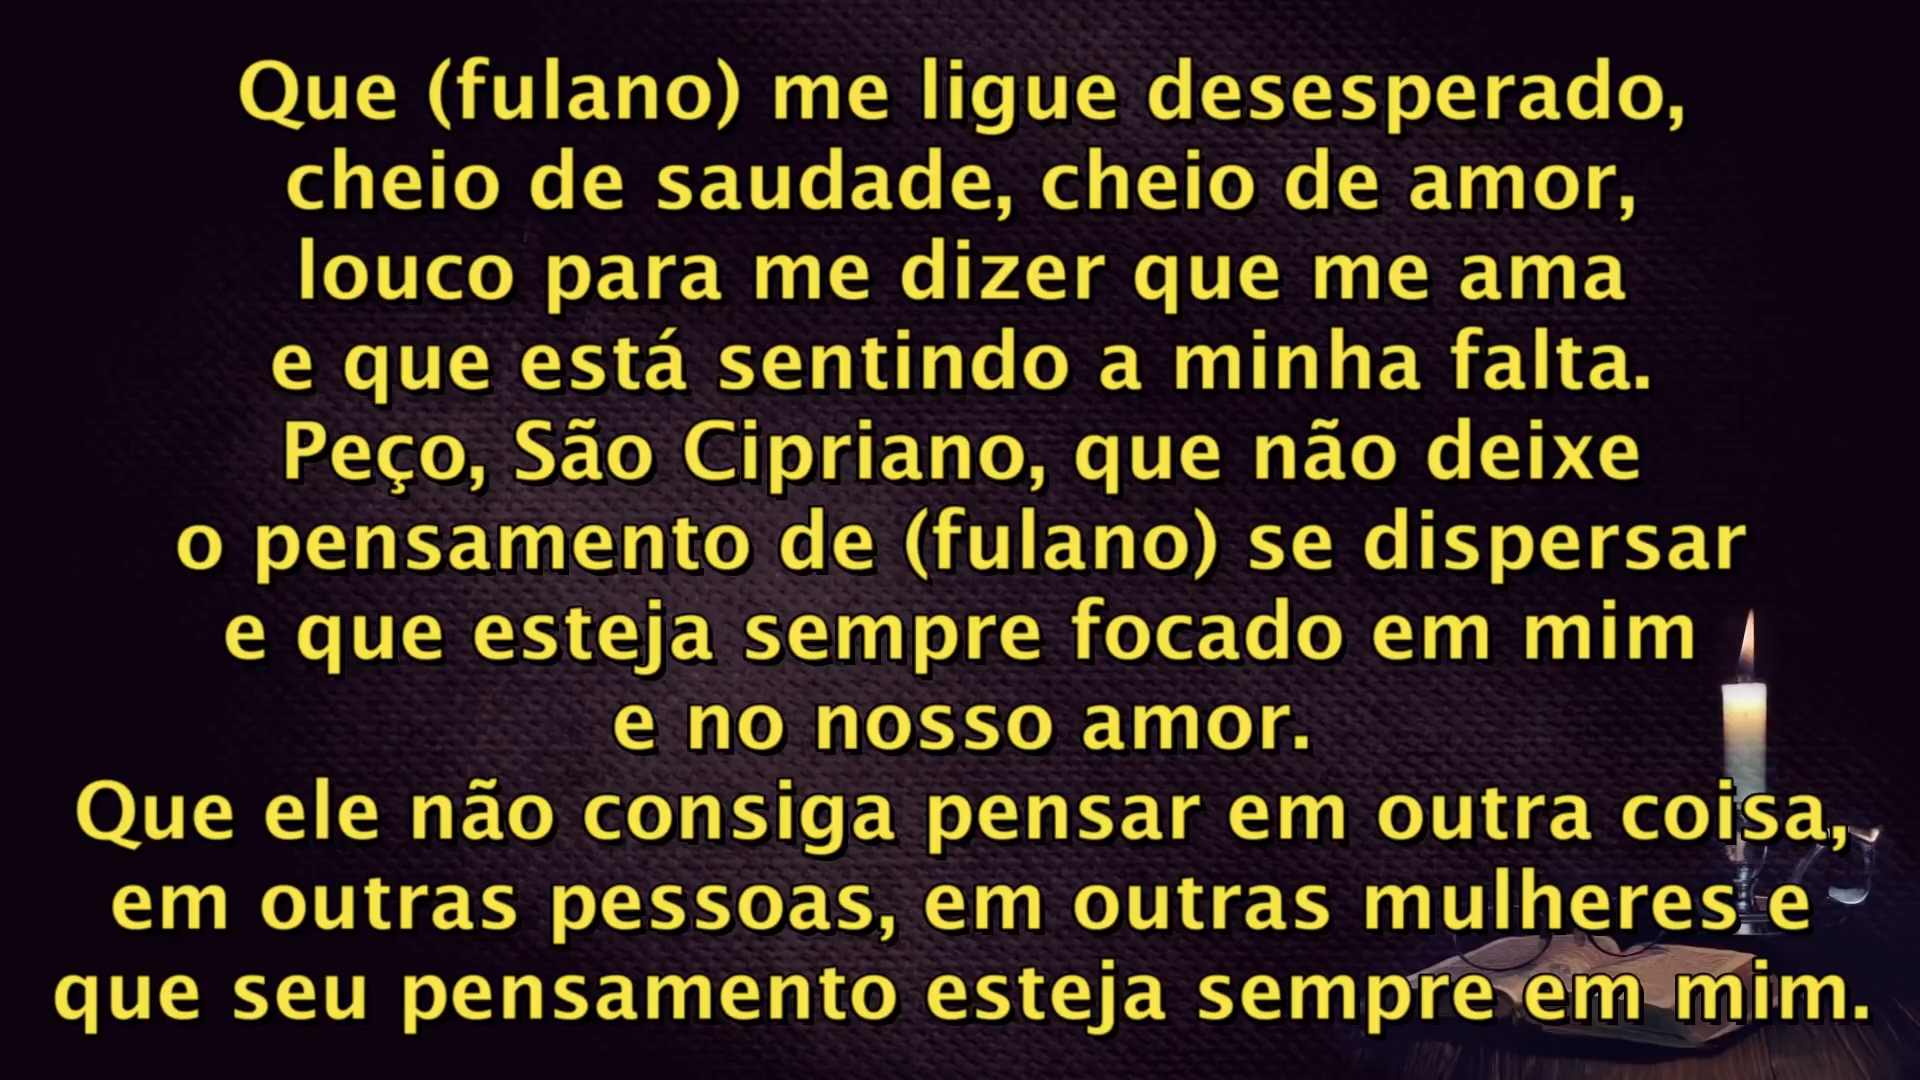 Que (fulano) me ligue desesperado,
cheio de saudade, cheio de amor,
louco para me dizer que me ama
e que está sentindo a minha falta.
Peço, São Cipriano, que não deixe
o pensamento de (fulano) se dispersar
e que esteja sempre focado em mim
e no nosso amor.
Que ele não consiga pensar em outra coisa,
em outras pessoas, em outras mulheres e
que seu pensamento esteja sempre em mim.